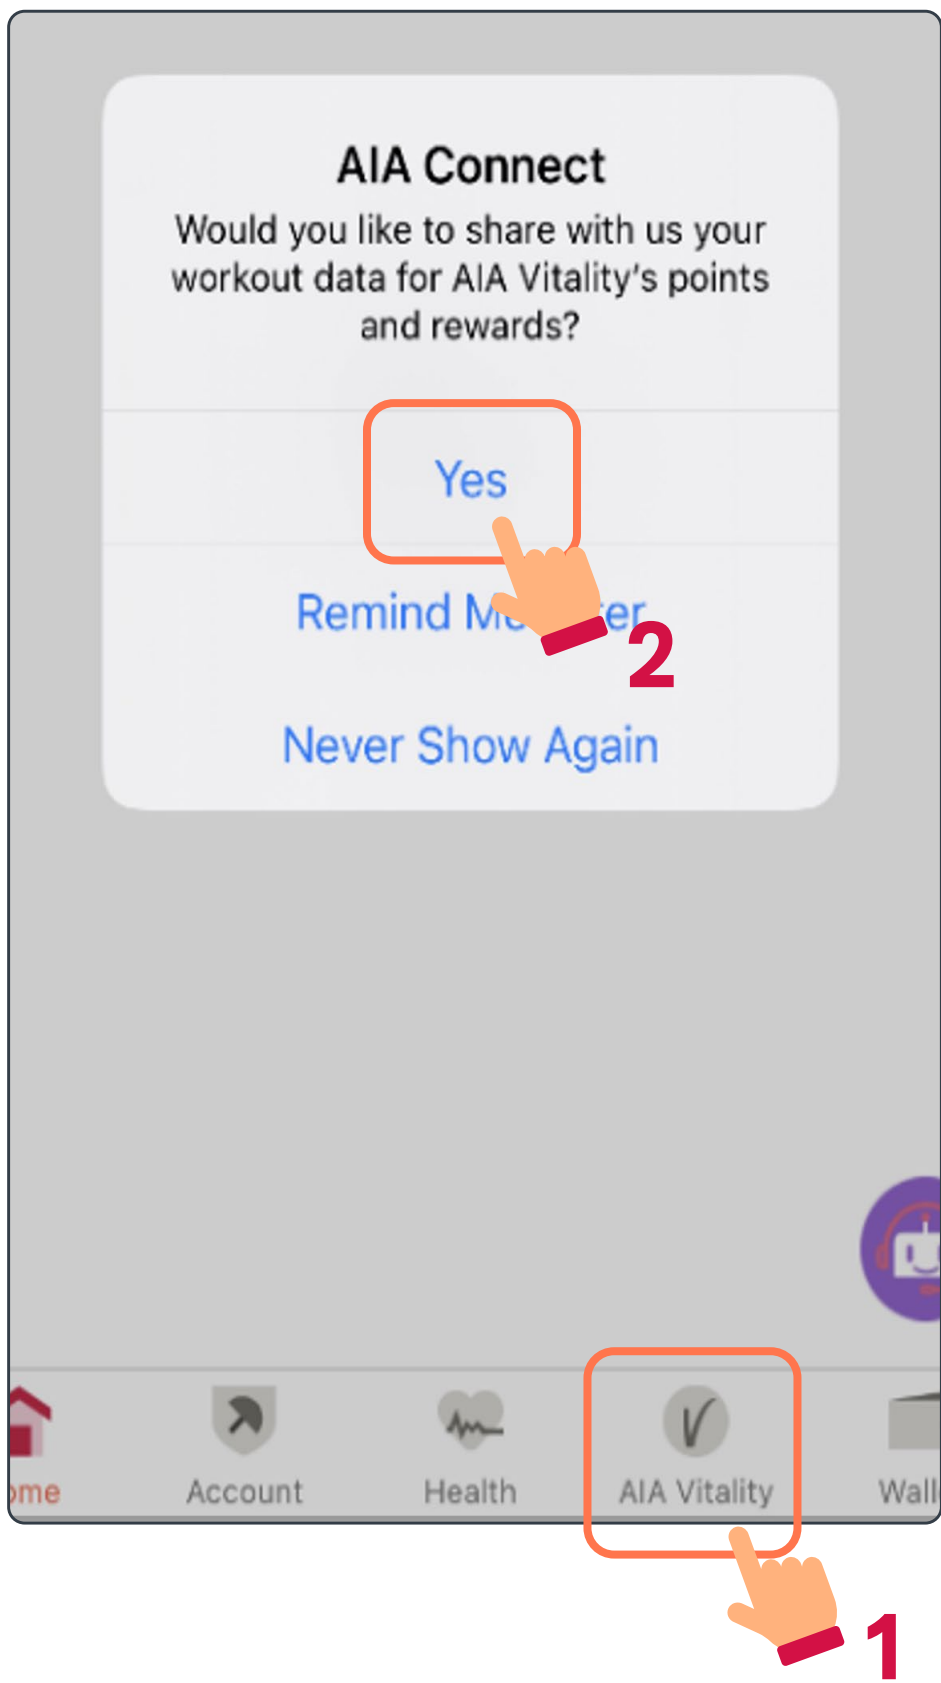 AIA Connect
Would you like to share with us your
workout data for AIA Vitality's points
and rewards?
Yes
Remind
2
Never Show Again
Account
Health
AIA Vitality
1